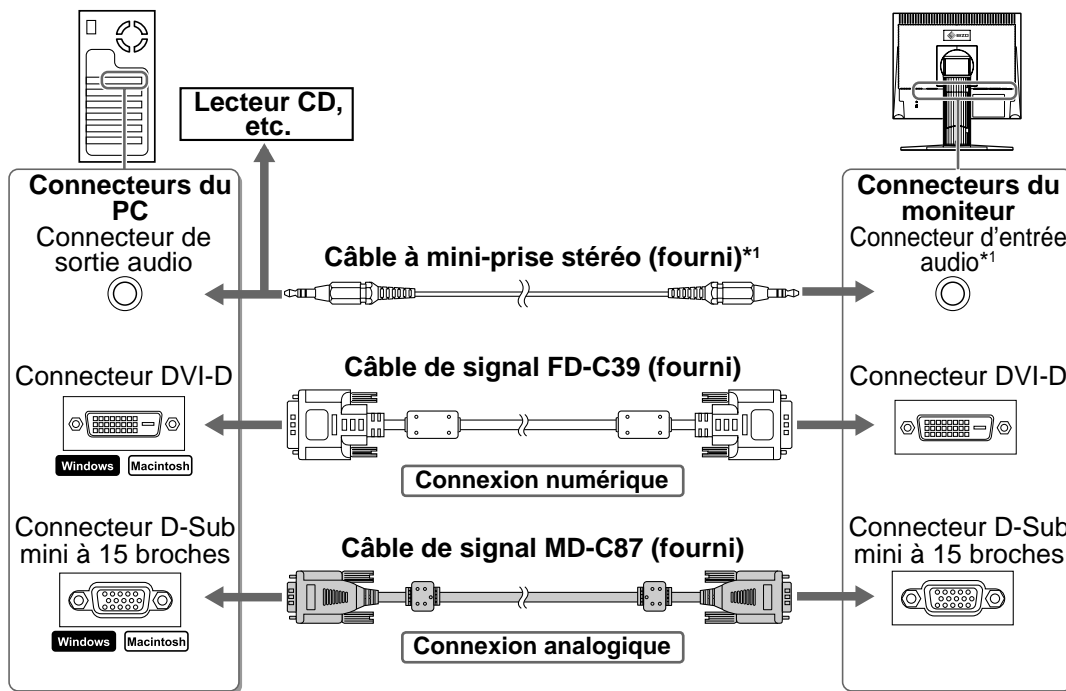 EIZO
Lecteur CD,
etc.
Connecteurs du
PC
Connecteur de
sortie audio
Câble à mini-prise stéréo (fourni)*1
Connecteurs du
moniteur
Connecteur d'entrée
audio*1
Connecteur DVI-D
Windows Macintosh
Câble de signal FD-C39 (fourni)
Connexion numérique
Connecteur DVI-D
Connecteur D-Sub
mini à 15 broches
Windows Macintosh
Câble de signal MD-C87 (fourni)
Connexion analogique
Connecteur D-Sub
mini à 15 broches